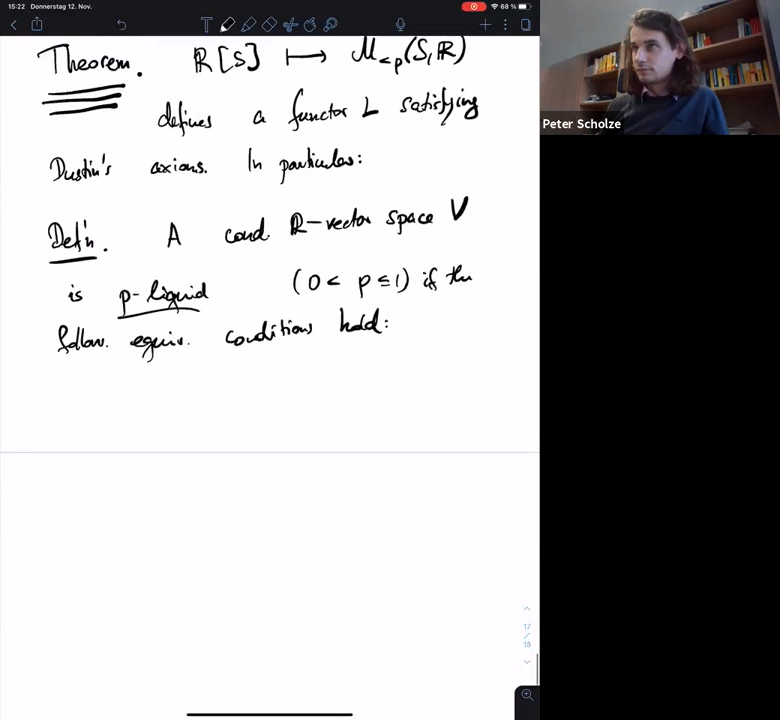 15:22 Donnerstag 12. Nov.
68 %
Theorem. ℝ[S] ↦ ℳ_{<p}(S, ℝ)
defines a functor L satisfying
Dustin's axioms. In particular:
Def'n. A cond. ℝ-vector space V
is p-liquid (0 < p ≤ 1) if the
follow. equiv. conditions hold:
Peter Scholze
17
/
18